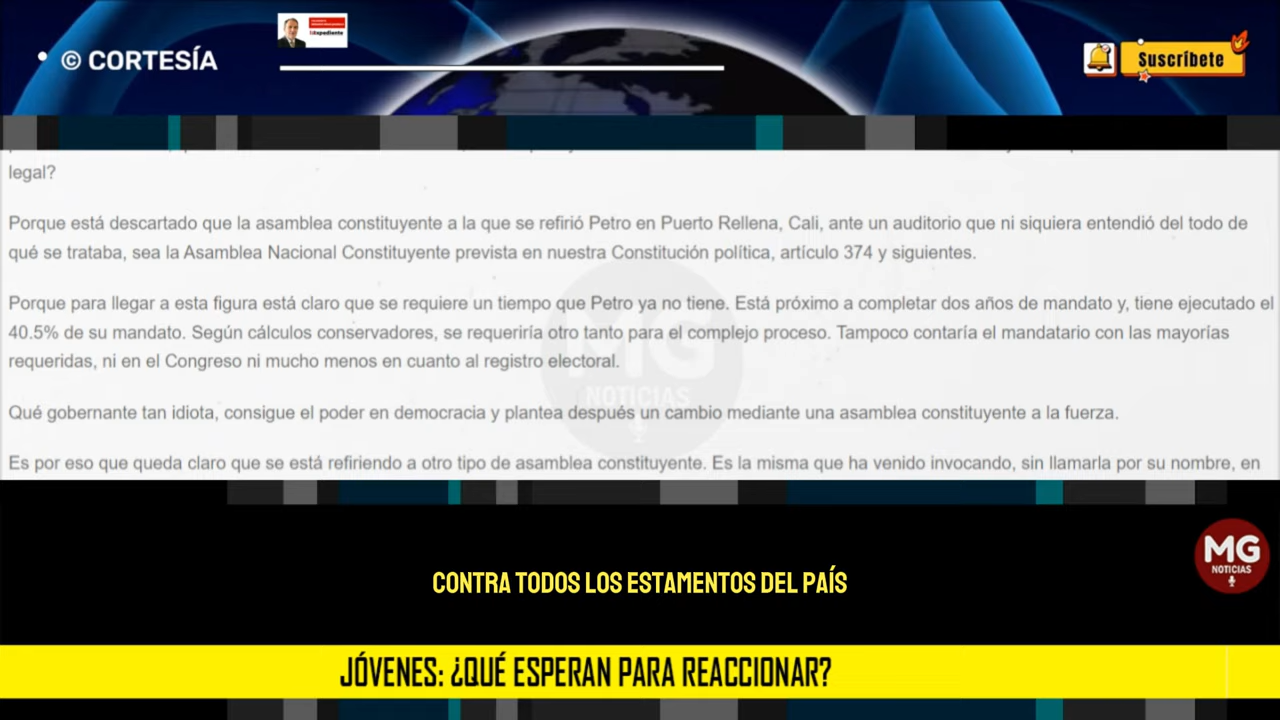 © CORTESÍA
1Expediente
Suscríbete
legal?
Porque está descartado que la asamblea constituyente a la que se refirió Petro en Puerto Rellena, Cali, ante un auditorio que ni siquiera entendió del todo de
qué se trataba, sea la Asamblea Nacional Constituyente prevista en nuestra Constitución política, artículo 374 y siguientes.
Porque para llegar a esta figura está claro que se requiere un tiempo que Petro ya no tiene. Está próximo a completar dos años de mandato y, tiene ejecutado el
40.5% de su mandato. Según cálculos conservadores, se requeriría otro tanto para el complejo proceso. Tampoco contaría el mandatario con las mayorías
requeridas, ni en el Congreso ni mucho menos en cuanto al registro electoral.
Qué gobernante tan idiota, consigue el poder en democracia y plantea después un cambio mediante una asamblea constituyente a la fuerza.
Es por eso que queda claro que se está refiriendo a otro tipo de asamblea constituyente. Es la misma que ha venido invocando, sin llamarla por su nombre, en
MG
NOTICIAS
CONTRA TODOS LOS ESTAMENTOS DEL PAÍS
MG
NOTICIAS
JÓVENES: ¿QUÉ ESPERAN PARA REACCIONAR?